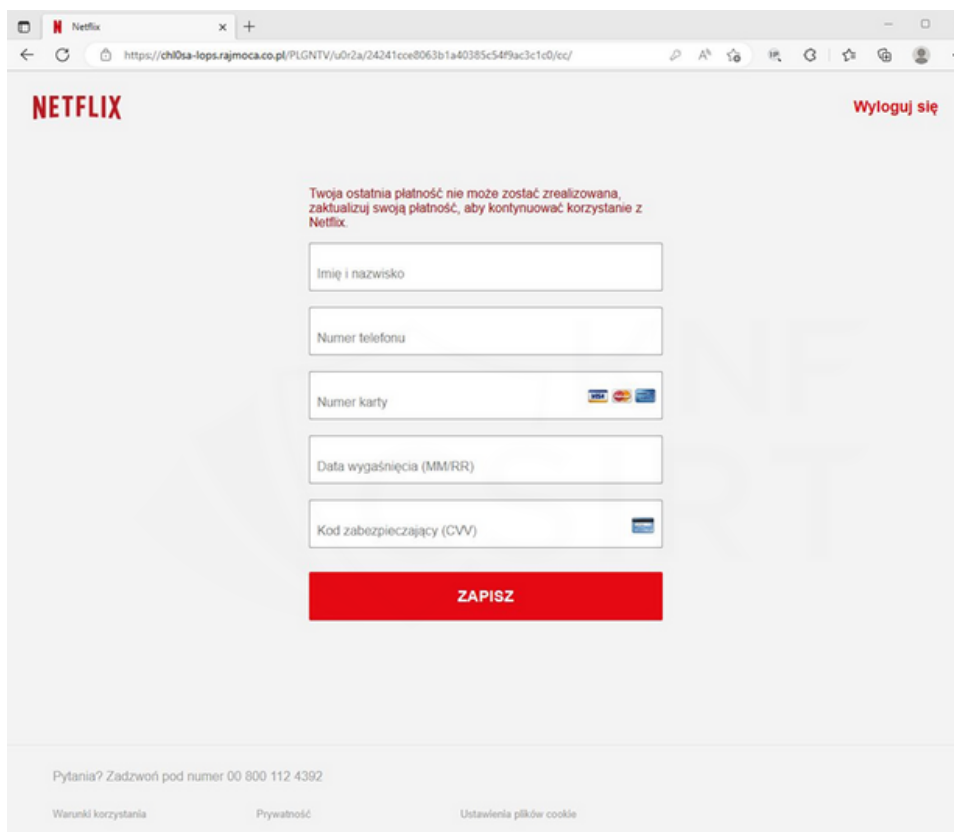 Netflix
https://chl0sa-lops.rajmoca.co.pl/PLGNTV/u0r2a/24241cce8063b1a40385c54f9ac3c1c0/cc/
NETFLIX
Wyloguj się
Twoja ostatnia płatność nie może zostać zrealizowana,
zaktualizuj swoją płatność, aby kontynuować korzystanie z
Netflix.
Imię i nazwisko
Numer telefonu
Numer karty
VISA
Data wygaśnięcia (MM/RR)
Kod zabezpieczający (CVV)
ZAPISZ
Pytania? Zadzwoń pod numer 00 800 112 4392
Warunki korzystania
Prywatność
Ustawienia plików cookie